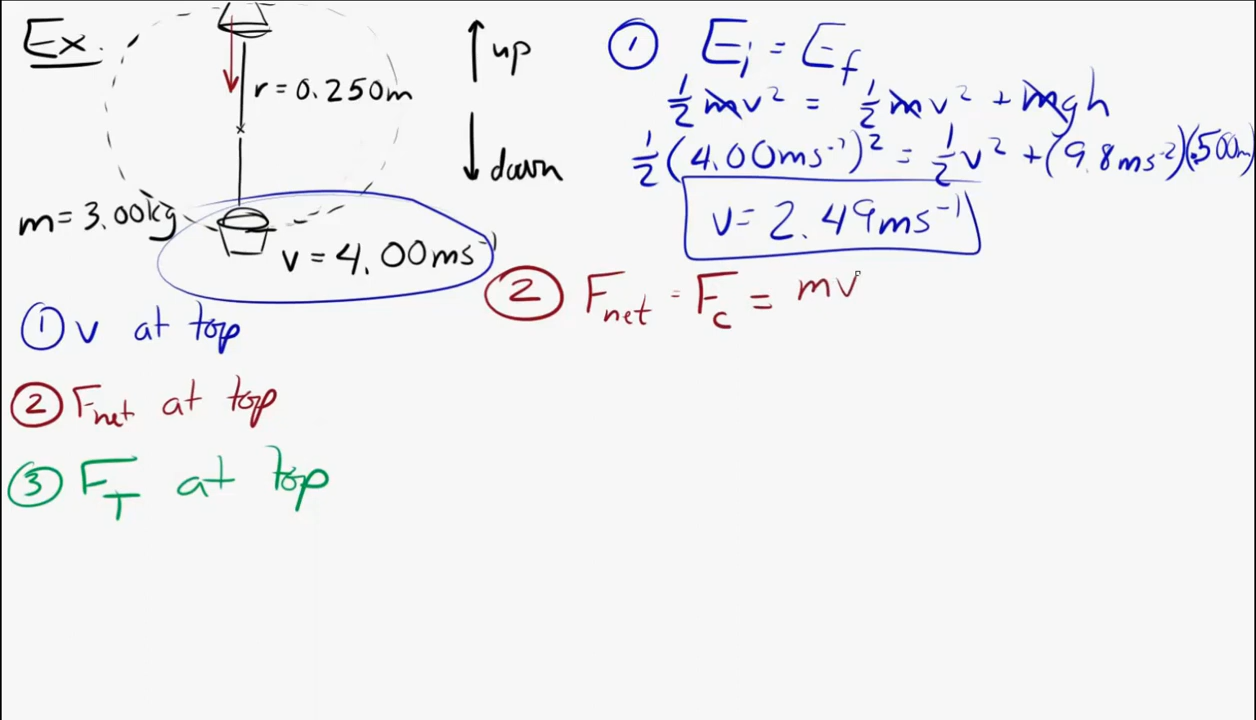 Ex.
r = 0.250m
m = 3.00kg
v = 4.00ms⁻¹
↑ up
↓ down
① v at top
② Fnet at top
③ F_T at top
① Ei = Ef
½mv² = ½mv² + mgh
½(4.00ms⁻¹)² = ½v² + (9.8ms⁻²)(.500m)
v = 2.49ms⁻¹
② Fnet = Fc = mv